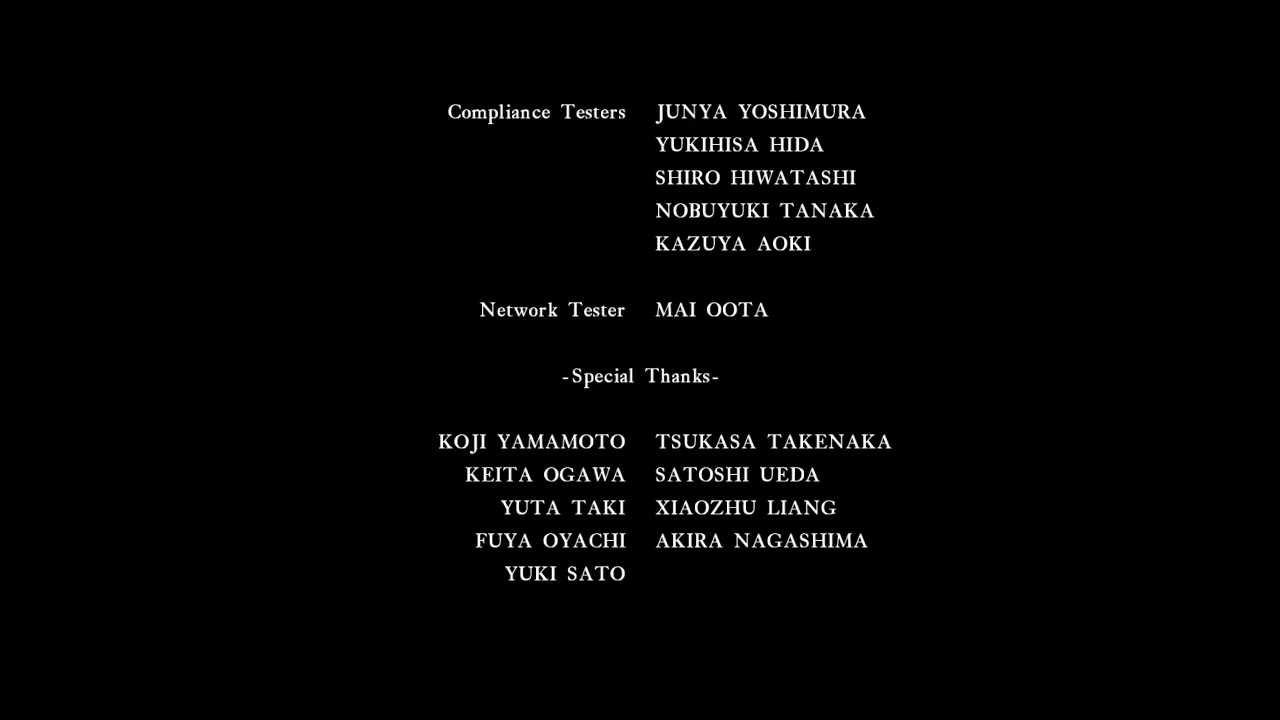 Compliance Testers JUNYA YOSHIMURA
YUKIHISA HIDA
SHIRO HIWATASHI
NOBUYUKI TANAKA
KAZUYA AOKI
Network Tester MAI OOTA
-Special Thanks-
KOJI YAMAMOTO TSUKASA TAKENAKA
KEITA OGAWA SATOSHI UEDA
YUTA TAKI XIAOZHU LIANG
FUYA OYACHI AKIRA NAGASHIMA
YUKI SATO